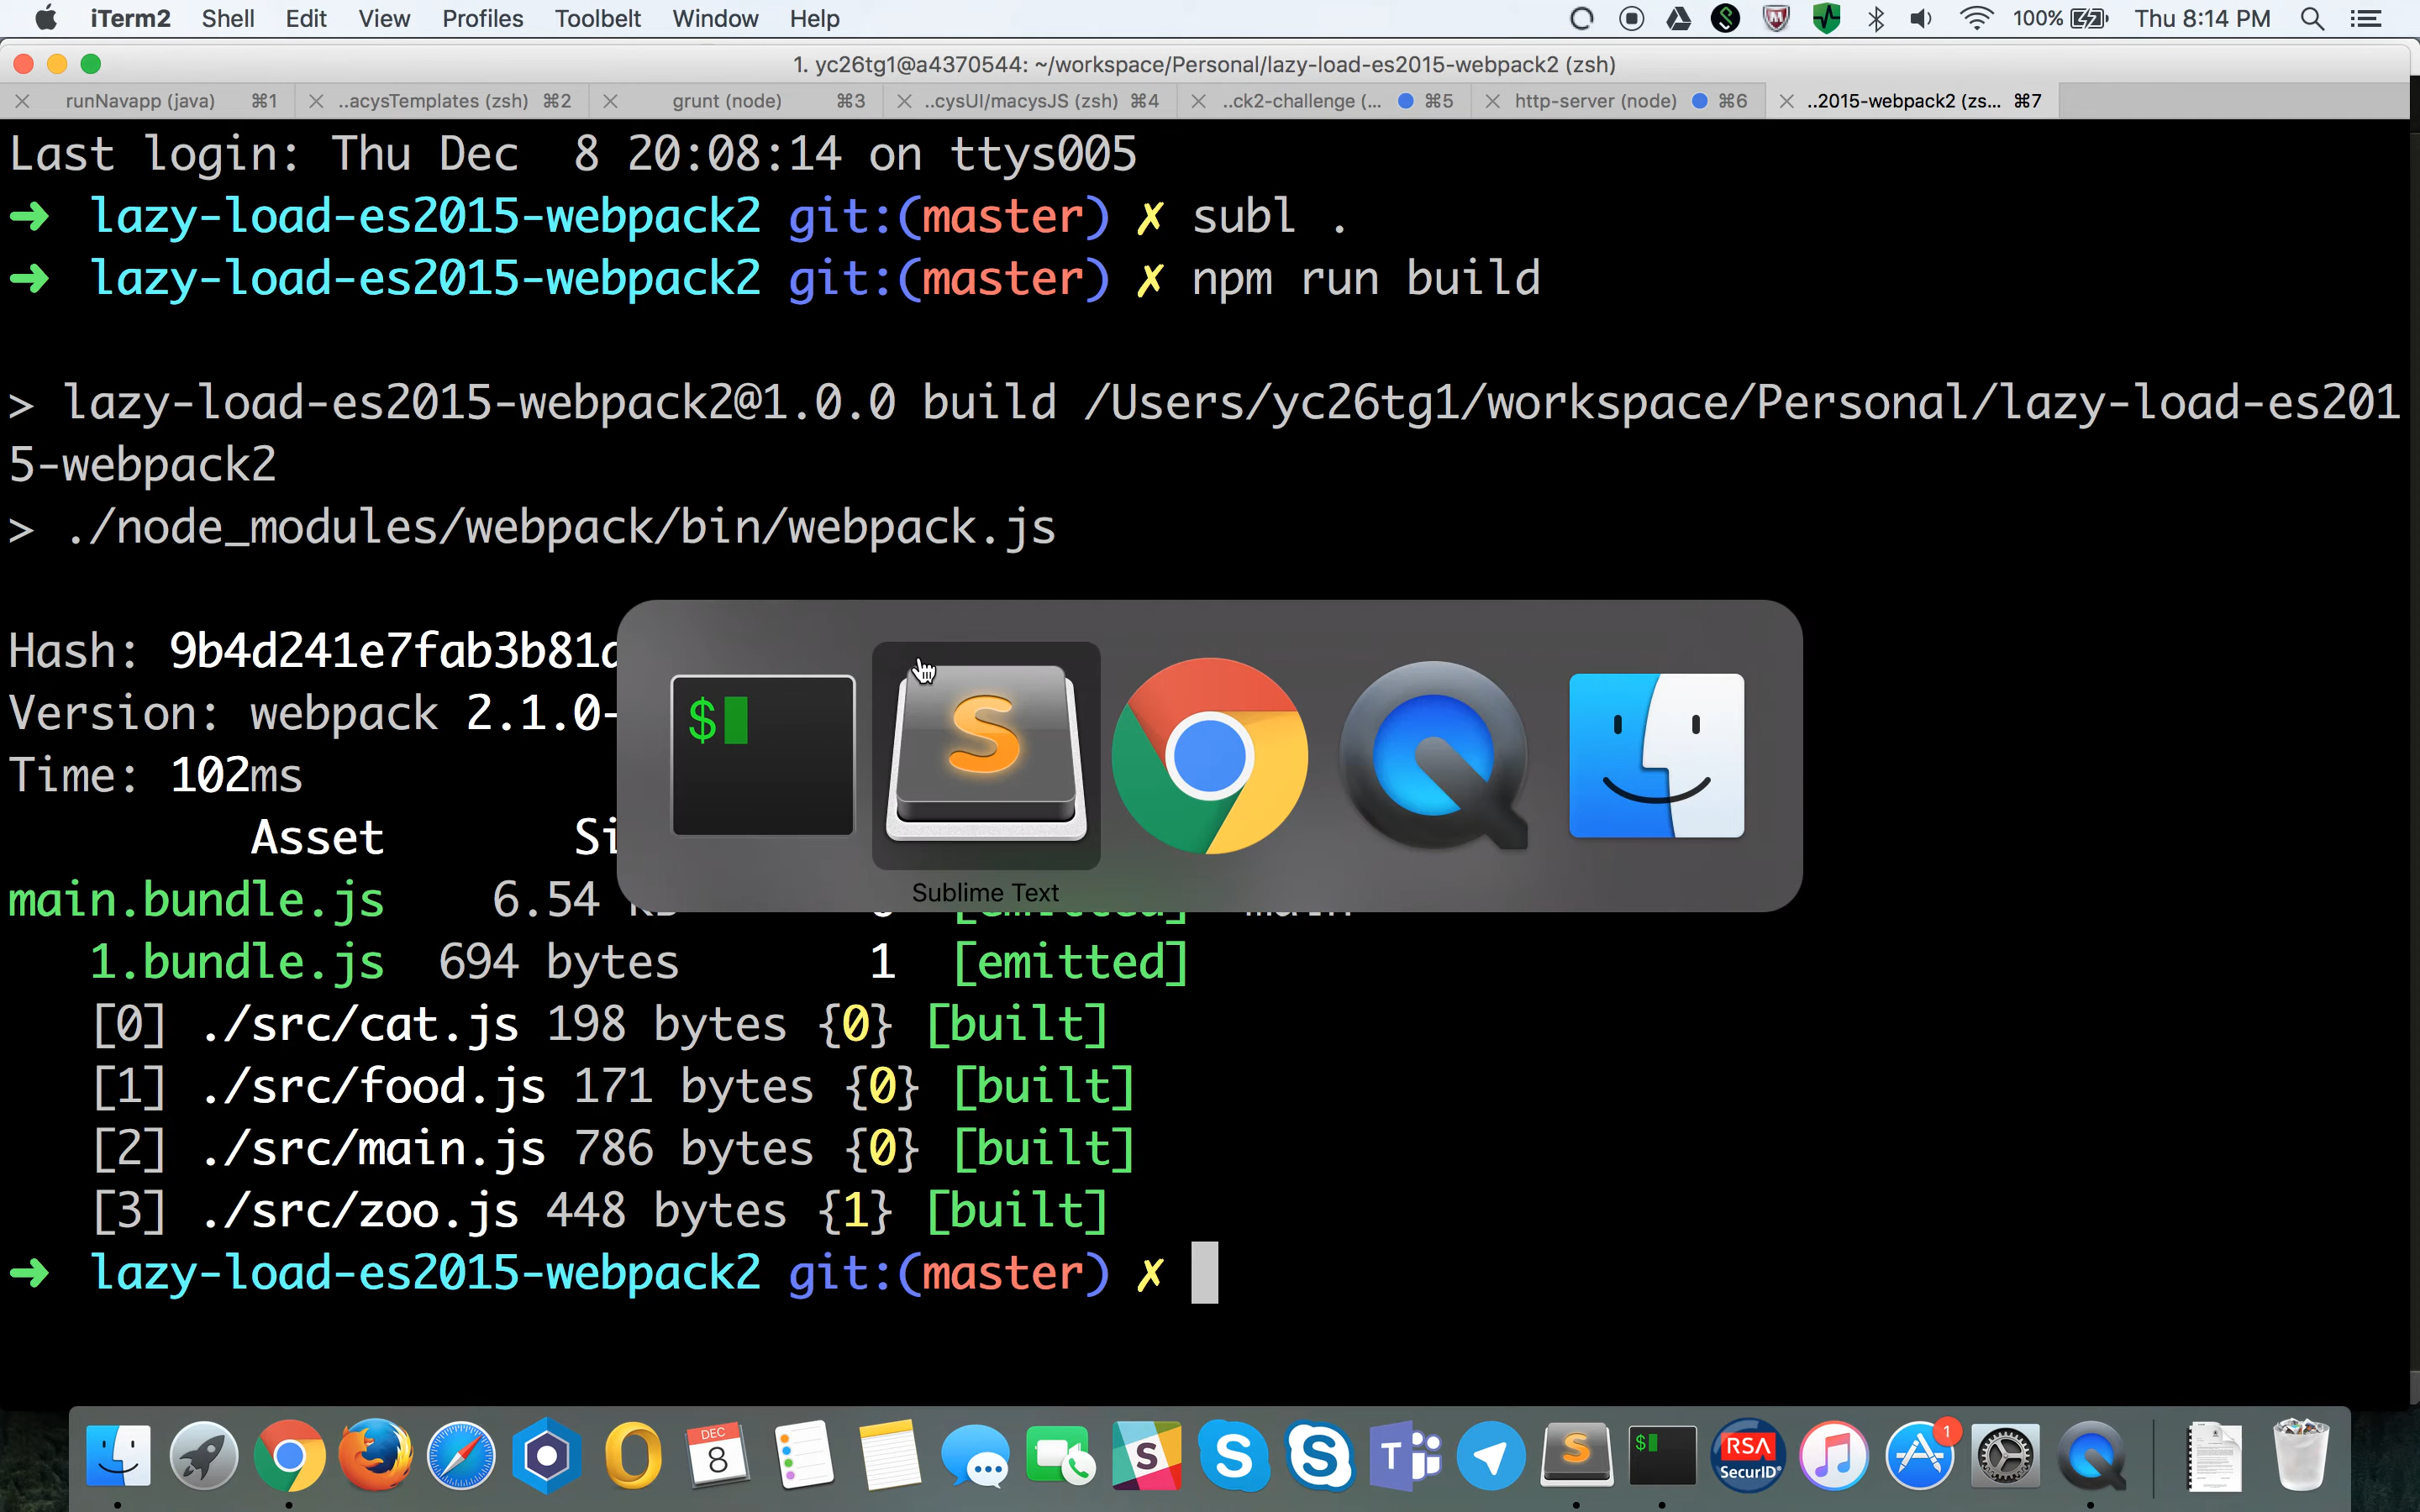 iTerm2 Shell Edit View Profiles Toolbelt Window Help 100% Thu 8:14 PM
1. yc26tg1@a4370544: ~/workspace/Personal/lazy-load-es2015-webpack2 (zsh)
runNavapp (java) ⌘1 ..acysTemplates (zsh) ⌘2 grunt (node) ⌘3 ..cysUI/macysJS (zsh) ⌘4 ..ck2-challenge (... ⌘5 http-server (node) ⌘6 ..2015-webpack2 (zs... ⌘7
Last login: Thu Dec  8 20:08:14 on ttys005
➜  lazy-load-es2015-webpack2 git:(master) ✗ subl .
➜  lazy-load-es2015-webpack2 git:(master) ✗ npm run build
> lazy-load-es2015-webpack2@1.0.0 build /Users/yc26tg1/workspace/Personal/lazy-load-es201
5-webpack2
> ./node_modules/webpack/bin/webpack.js
Hash: 9b4d241e7fab3b81
Version: webpack 2.1.0-
Time: 102ms
Asset Si
$
S
Sublime Text
main.bundle.js 6.54 kB [emitted] main
1.bundle.js 694 bytes 1 [emitted]
[0] ./src/cat.js 198 bytes {0} [built]
[1] ./src/food.js 171 bytes {0} [built]
[2] ./src/main.js 786 bytes {0} [built]
[3] ./src/zoo.js 448 bytes {1} [built]
➜  lazy-load-es2015-webpack2 git:(master) ✗
DEC
8
S
S
S
T
S
$
RSA
SecurID®
1